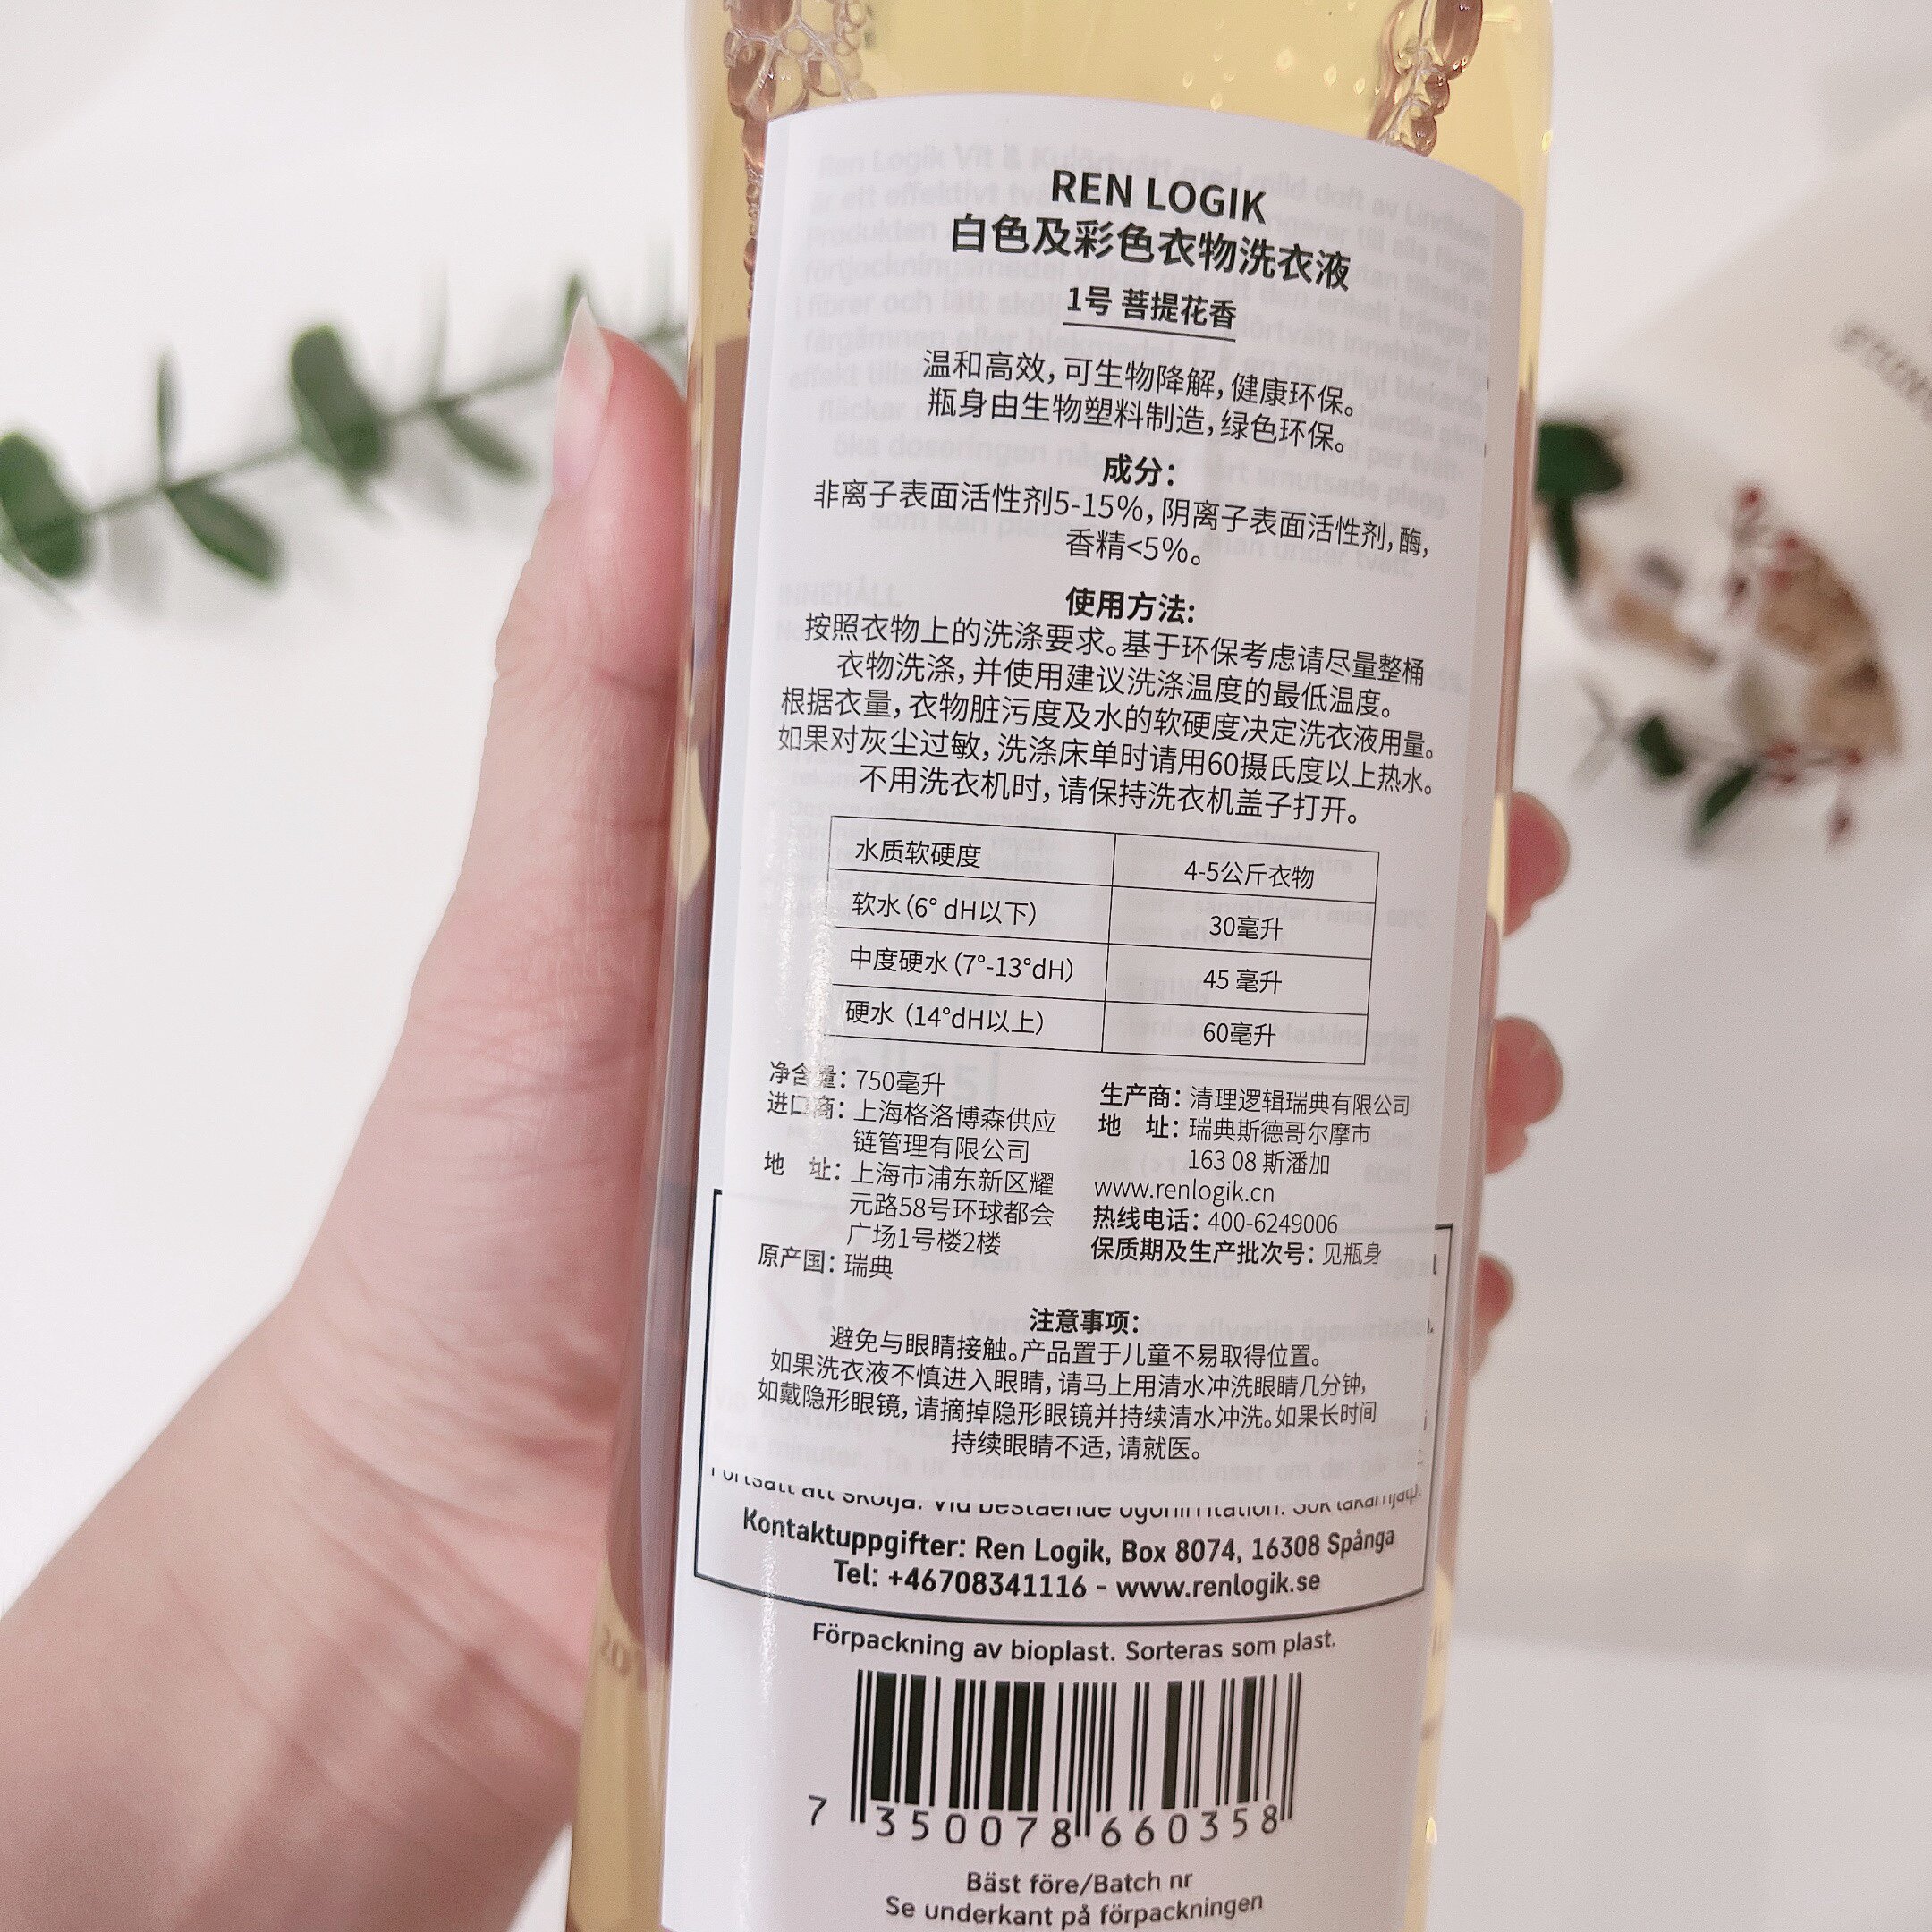 REN LOGIK
白色及彩色衣物洗衣液
1号 菩提花香
温和高效，可生物降解，健康环保。
瓶身由生物塑料制造，绿色环保。
成分：
非离子表面活性剂5-15%，阴离子表面活性剂，酶，
香精<5%。
使用方法：
按照衣物上的洗涤要求。基于环保考虑请尽量整桶
衣物洗涤，并使用建议洗涤温度的最低温度。
根据衣量，衣物脏污度及水的软硬度决定洗衣液用量。
如果对灰尘过敏，洗涤床单时请用60摄氏度以上热水。
不用洗衣机时，请保持洗衣机盖子打开。
水质软硬度 4-5公斤衣物
软水（6° dH以下） 30毫升
中度硬水（7°-13°dH） 45 毫升
硬水（14°dH以上） 60毫升
净含量：750毫升
进口商：上海格洛博森供应
链管理有限公司
地 址：上海市浦东新区耀
元路58号环球都会
广场1号楼2楼
原产国：瑞典
生产商：清理逻辑瑞典有限公司
地 址：瑞典斯德哥尔摩市
163 08 斯潘加
www.renlogik.cn
热线电话：400-6249006
保质期及生产批次号：见瓶身
注意事项：
避免与眼睛接触。产品置于儿童不易取得位置。
如果洗衣液不慎进入眼睛，请马上用清水冲洗眼睛几分钟，
如戴隐形眼镜，请摘掉隐形眼镜并持续清水冲洗。如果长时间
持续眼睛不适，请就医。
Kontaktuppgifter: Ren Logik, Box 8074, 16308 Spånga
Tel: +46708341116 - www.renlogik.se
Förpackning av bioplast. Sorteras som plast.
7 350078 660358
Bäst före/Batch nr
Se underkant på förpackningen